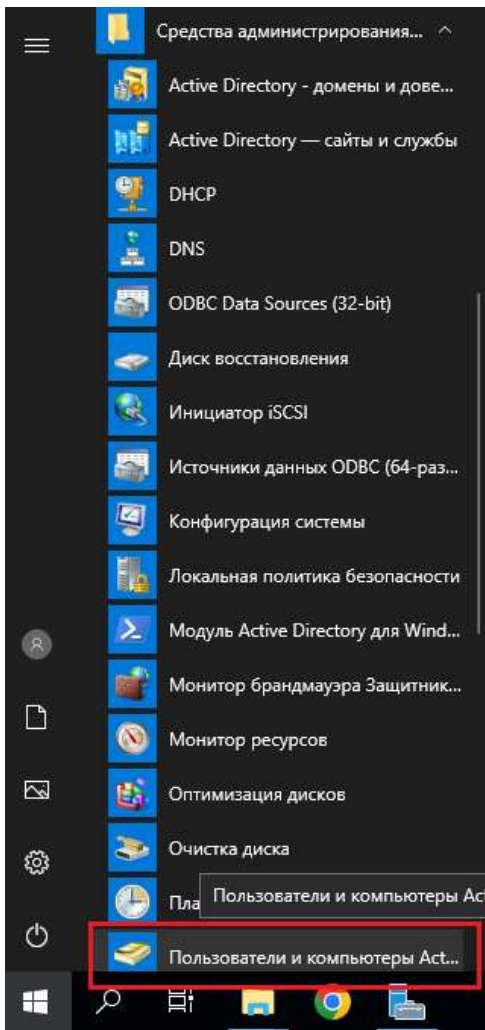 Средства администрирования...
Active Directory - домены и дове...
Active Directory — сайты и службы
DHCP
DNS
ODBC Data Sources (32-bit)
Диск восстановления
Инициатор iSCSI
Источники данных ODBC (64-раз...
Конфигурация системы
Локальная политика безопасности
Модуль Active Directory для Wind...
Монитор брандмауэра Защитник...
Монитор ресурсов
Оптимизация дисков
Очистка диска
Пла
Пользователи и компьютеры Act
Пользователи и компьютеры Act...